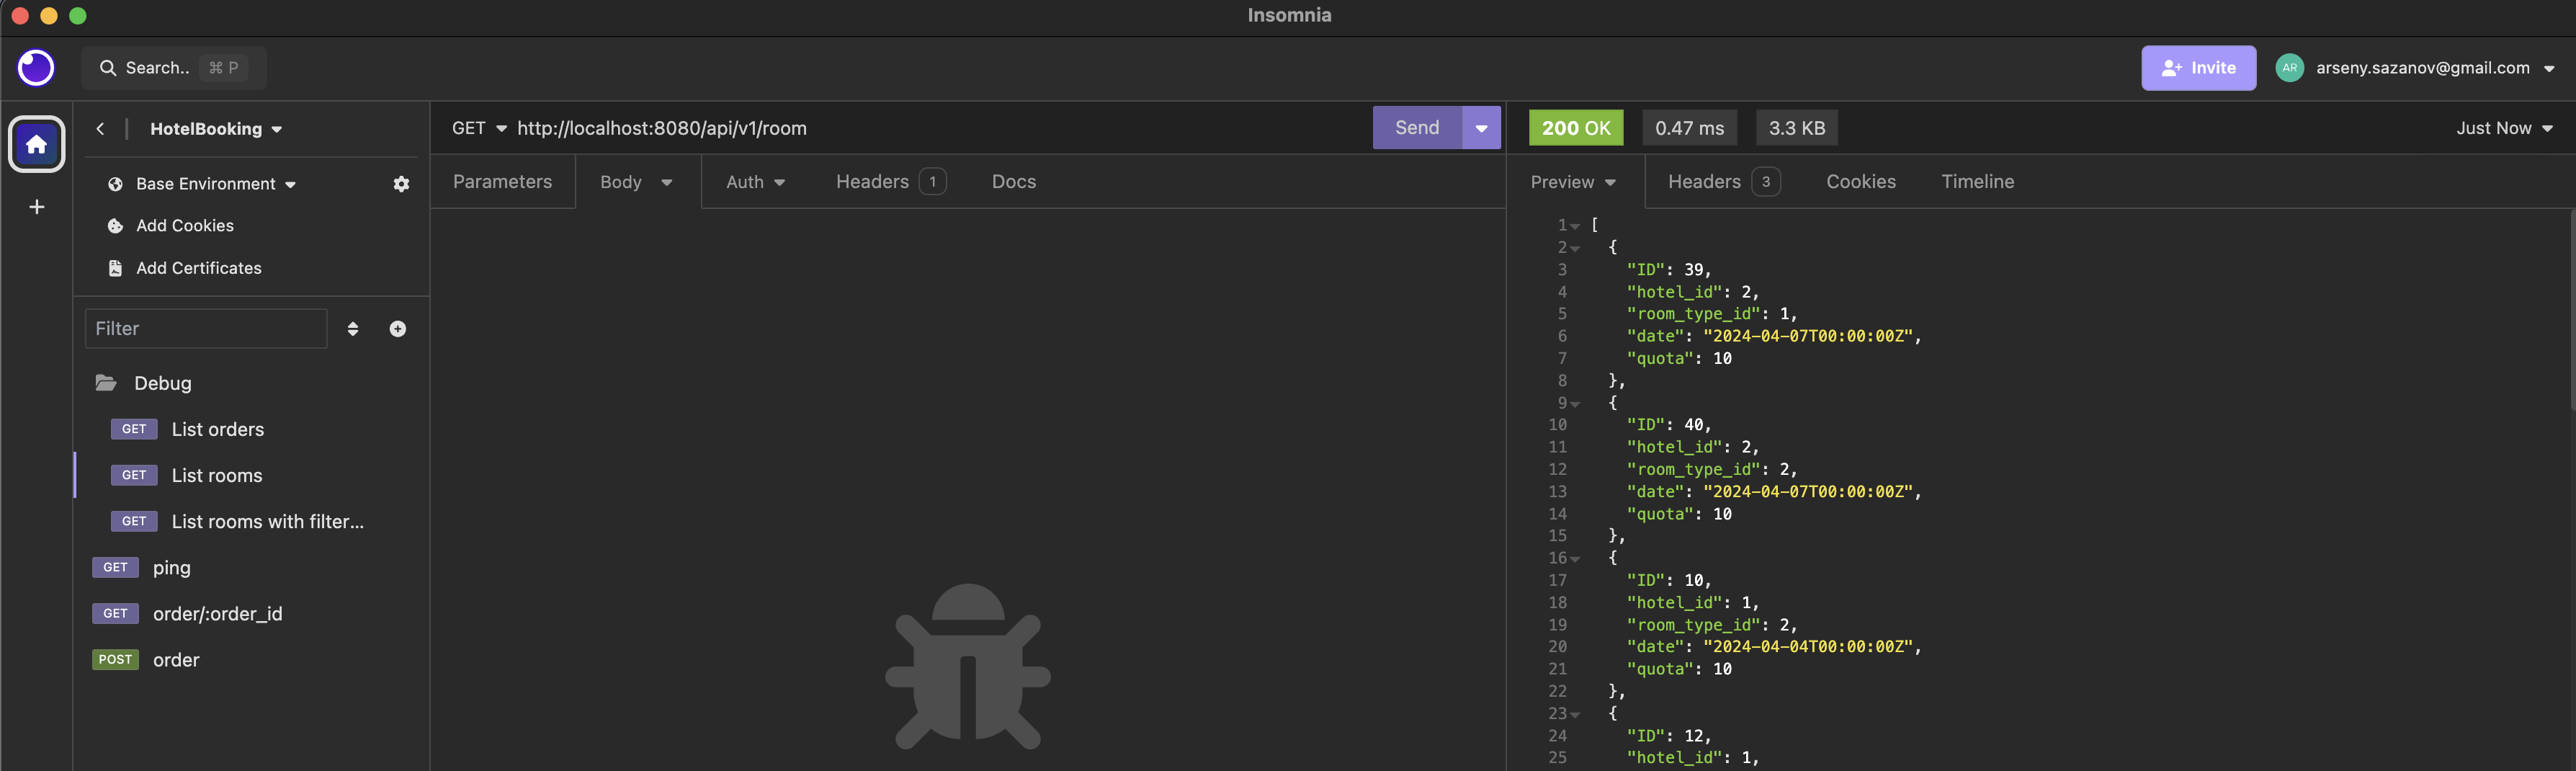 Insomnia
Search.. ⌘ P
Invite
AR
arseny.sazanov@gmail.com
HotelBooking
Base Environment
Add Cookies
Add Certificates
Filter
Debug
GET List orders
GET List rooms
GET List rooms with filter...
GET ping
GET order/:order_id
POST order
GET http://localhost:8080/api/v1/room
Send
Parameters Body Auth Headers 1 Docs
200 OK 0.47 ms 3.3 KB Just Now
Preview Headers 3 Cookies Timeline
1 [
2 {
3 "ID": 39,
4 "hotel_id": 2,
5 "room_type_id": 1,
6 "date": "2024-04-07T00:00:00Z",
7 "quota": 10
8 },
9 {
10 "ID": 40,
11 "hotel_id": 2,
12 "room_type_id": 2,
13 "date": "2024-04-07T00:00:00Z",
14 "quota": 10
15 },
16 {
17 "ID": 10,
18 "hotel_id": 1,
19 "room_type_id": 2,
20 "date": "2024-04-04T00:00:00Z",
21 "quota": 10
22 },
23 {
24 "ID": 12,
25 "hotel_id": 1,